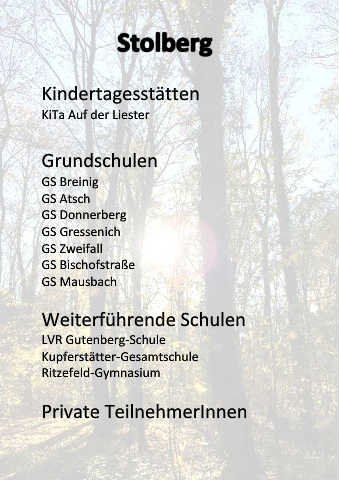 Stolberg
Kindertagesstätten
KiTa Auf der Liester
Grundschulen
GS Breinig
GS Atsch
GS Donnerberg
GS Gressenich
GS Zweifall
GS Bischofstraße
GS Mausbach
Weiterführende Schulen
LVR Gutenberg-Schule
Kupferstätter-Gesamtschule
Ritzefeld-Gymnasium
Private TeilnehmerInnen